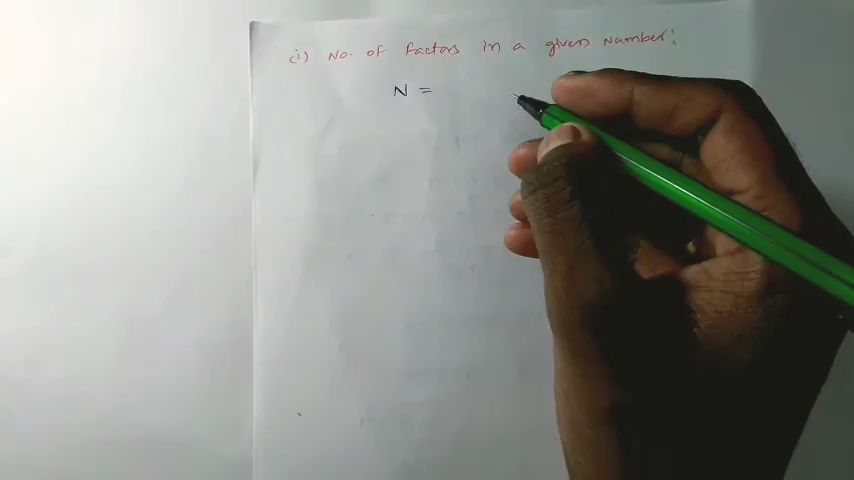 (i) No. of factors in a given Number:
N =